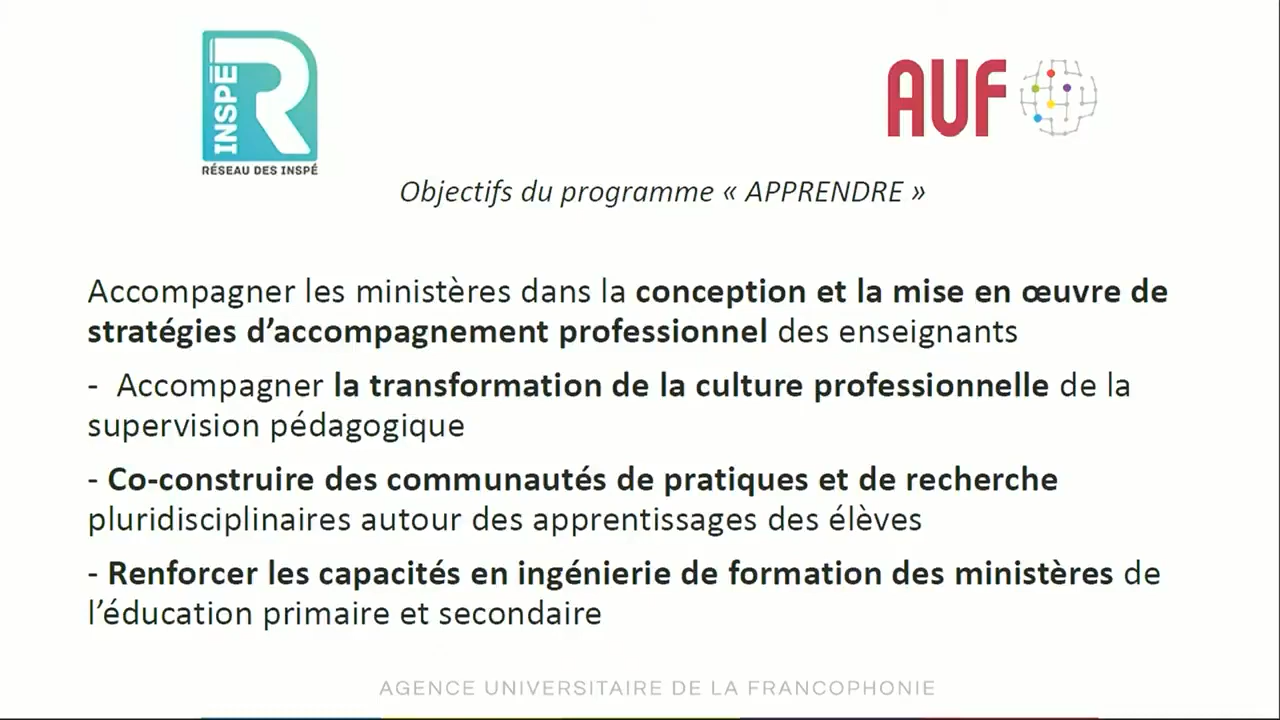 INSPÉ
R
RÉSEAU DES INSPÉ
AUF
Objectifs du programme « APPRENDRE »
Accompagner les ministères dans la conception et la mise en œuvre de
stratégies d’accompagnement professionnel des enseignants
- Accompagner la transformation de la culture professionnelle de la
supervision pédagogique
- Co-construire des communautés de pratiques et de recherche
pluridisciplinaires autour des apprentissages des élèves
- Renforcer les capacités en ingénierie de formation des ministères de
l’éducation primaire et secondaire
AGENCE UNIVERSITAIRE DE LA FRANCOPHONIE